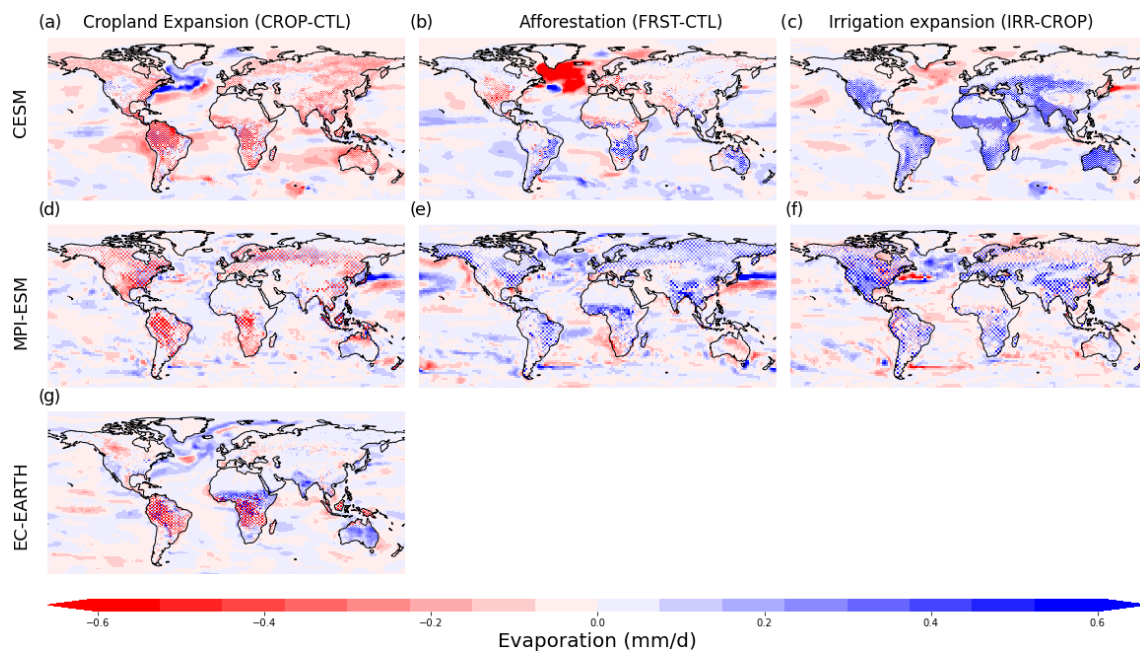 (a) Cropland Expansion (CROP-CTL)
(b) Afforestation (FRST-CTL)
(c) Irrigation expansion (IRR-CROP)
CESM
(d)
(e)
(f)
MPI-ESM
(g)
EC-EARTH
−0.6 −0.4 −0.2 0.0 0.2 0.4 0.6
Evaporation (mm/d)